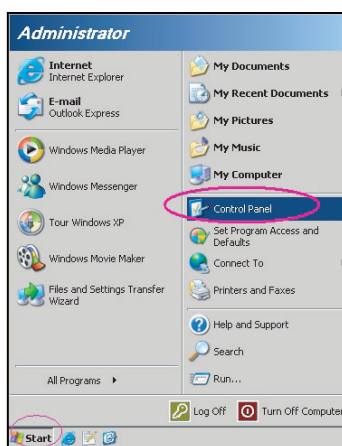 Administrator
Internet
Internet Explorer
E-mail
Outlook Express
Windows Media Player
Windows Messenger
Tour Windows XP
Windows Movie Maker
Files and Settings Transfer
Wizard
All Programs
My Documents
My Recent Documents
My Pictures
My Music
My Computer
Control Panel
Set Program Access and
Defaults
Connect To
Printers and Faxes
Help and Support
Search
Run...
Log Off
Turn Off Computer
Start